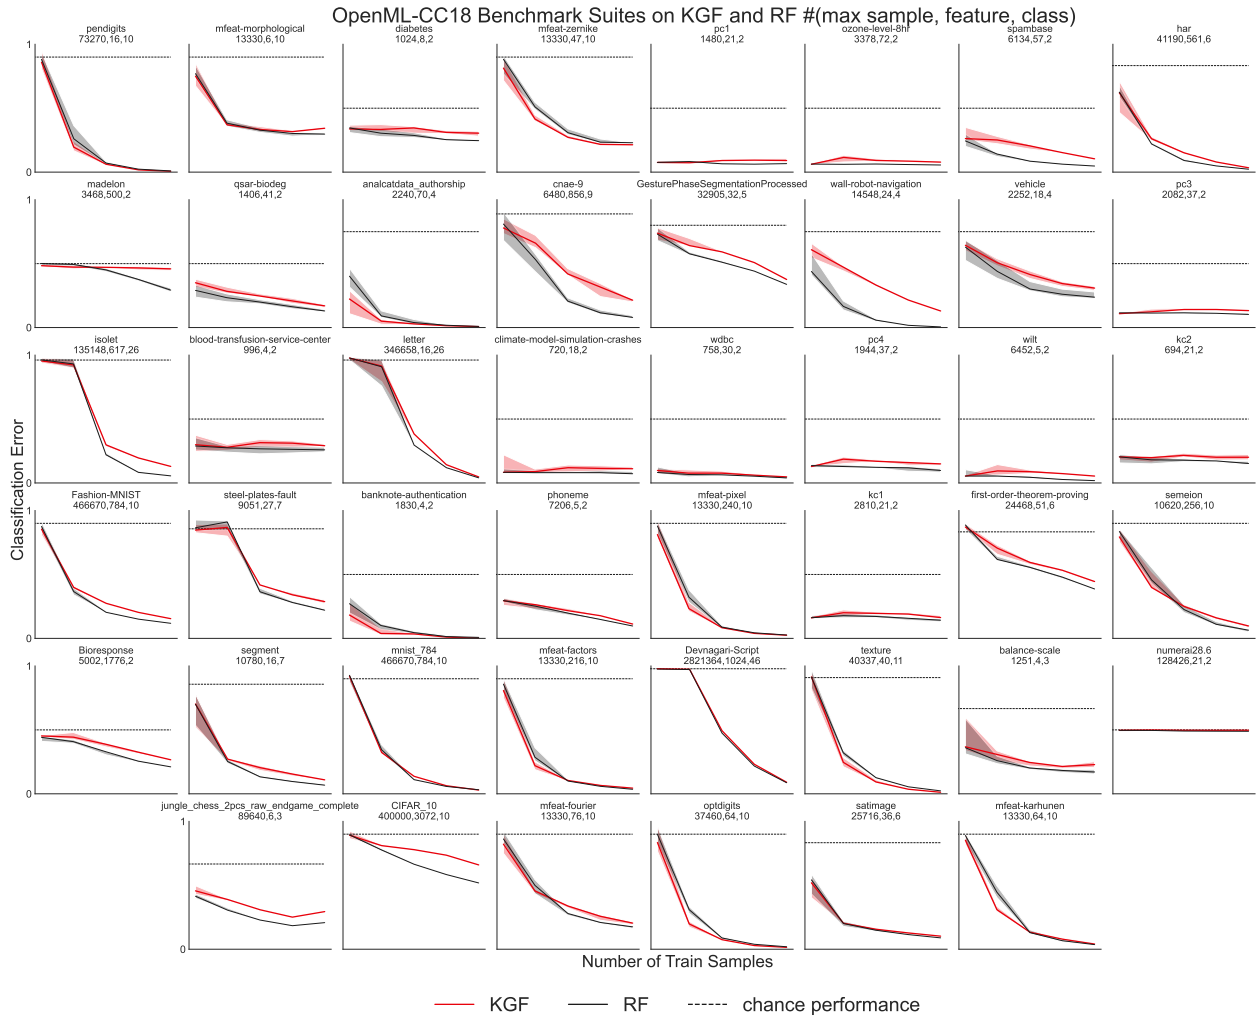 OpenML-CC18 Benchmark Suites on KGF and RF #(max sample, feature, class)
pendigits
73270,16,10
mfeat-morphological
13330,6,10
diabetes
1024,8,2
mfeat-zernike
13330,47,10
pc1
1480,21,2
ozone-level-8hr
3378,72,2
spambase
6134,57,2
har
41190,561,6
1
0
madelon
3468,500,2
qsar-biodeg
1406,41,2
analcatdata_authorship
2240,70,4
cnae-9
6480,856,9
GesturePhaseSegmentationProcessed
32905,32,5
wall-robot-navigation
14548,24,4
vehicle
2252,18,4
pc3
2082,37,2
1
0
isolet
135148,617,26
blood-transfusion-service-center
996,4,2
letter
346658,16,26
climate-model-simulation-crashes
720,18,2
wdbc
758,30,2
pc4
1944,37,2
wilt
6452,5,2
kc2
694,21,2
1
0
Classification Error
Fashion-MNIST
466670,784,10
steel-plates-fault
9051,27,7
banknote-authentication
1830,4,2
phoneme
7206,5,2
mfeat-pixel
13330,240,10
kc1
2810,21,2
first-order-theorem-proving
24468,51,6
semeion
10620,256,10
1
0
Bioresponse
5002,1776,2
segment
10780,16,7
mnist_784
466670,784,10
mfeat-factors
13330,216,10
Devnagari-Script
2821364,1024,46
texture
40337,40,11
balance-scale
1251,4,3
numerai28.6
128426,21,2
1
0
jungle_chess_2pcs_raw_endgame_complete
89640,6,3
CIFAR_10
400000,3072,10
mfeat-fourier
13330,76,10
optdigits
37460,64,10
satimage
25716,36,6
mfeat-karhunen
13330,64,10
1
0
Number of Train Samples
KGF
RF
chance performance